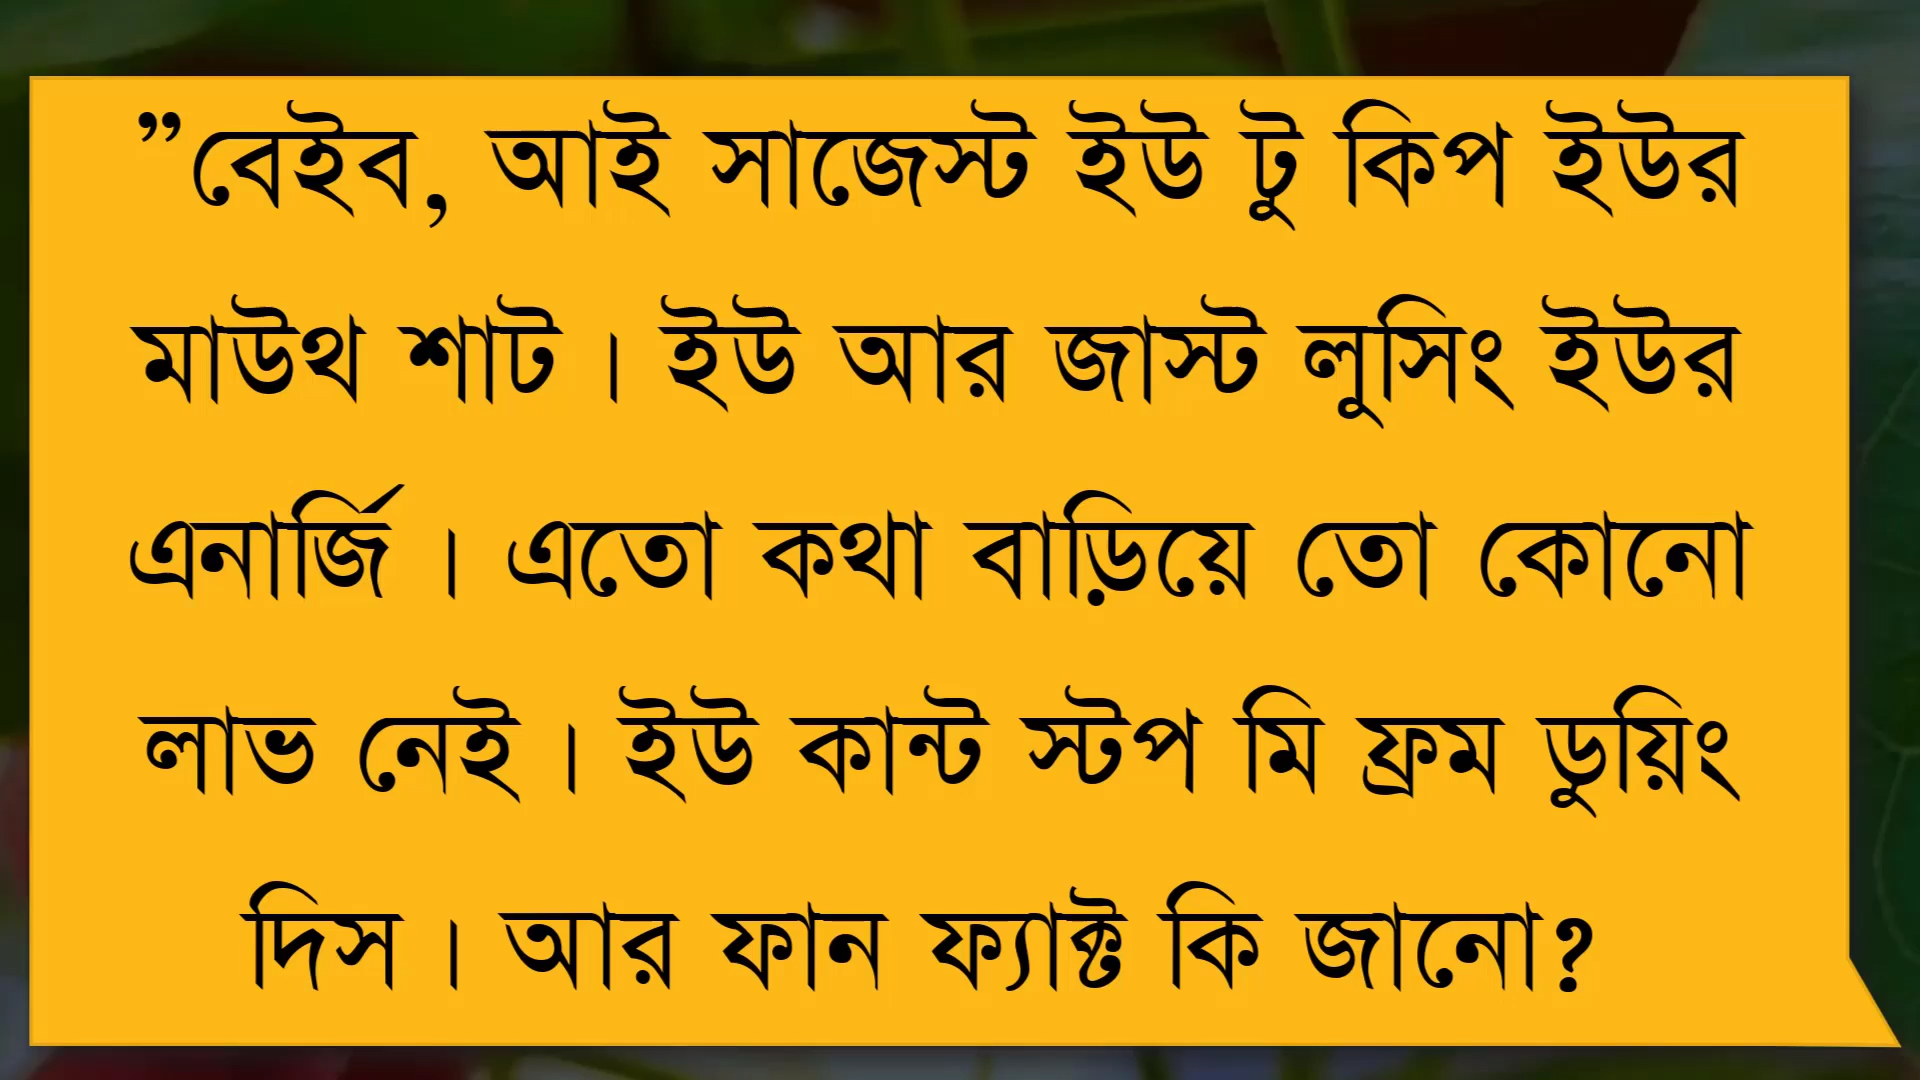 ”বেইব, আই সাজেস্ট ইউ টু কিপ ইউর
মাউথ শাট । ইউ আর জাস্ট লুসিং ইউর
এনার্জি । এতো কথা বাড়িয়ে তো কোনো
লাভ নেই । ইউ কান্ট স্টপ মি ফ্রম ডুয়িং
দিস । আর ফান ফ্যাক্ট কি জানো?